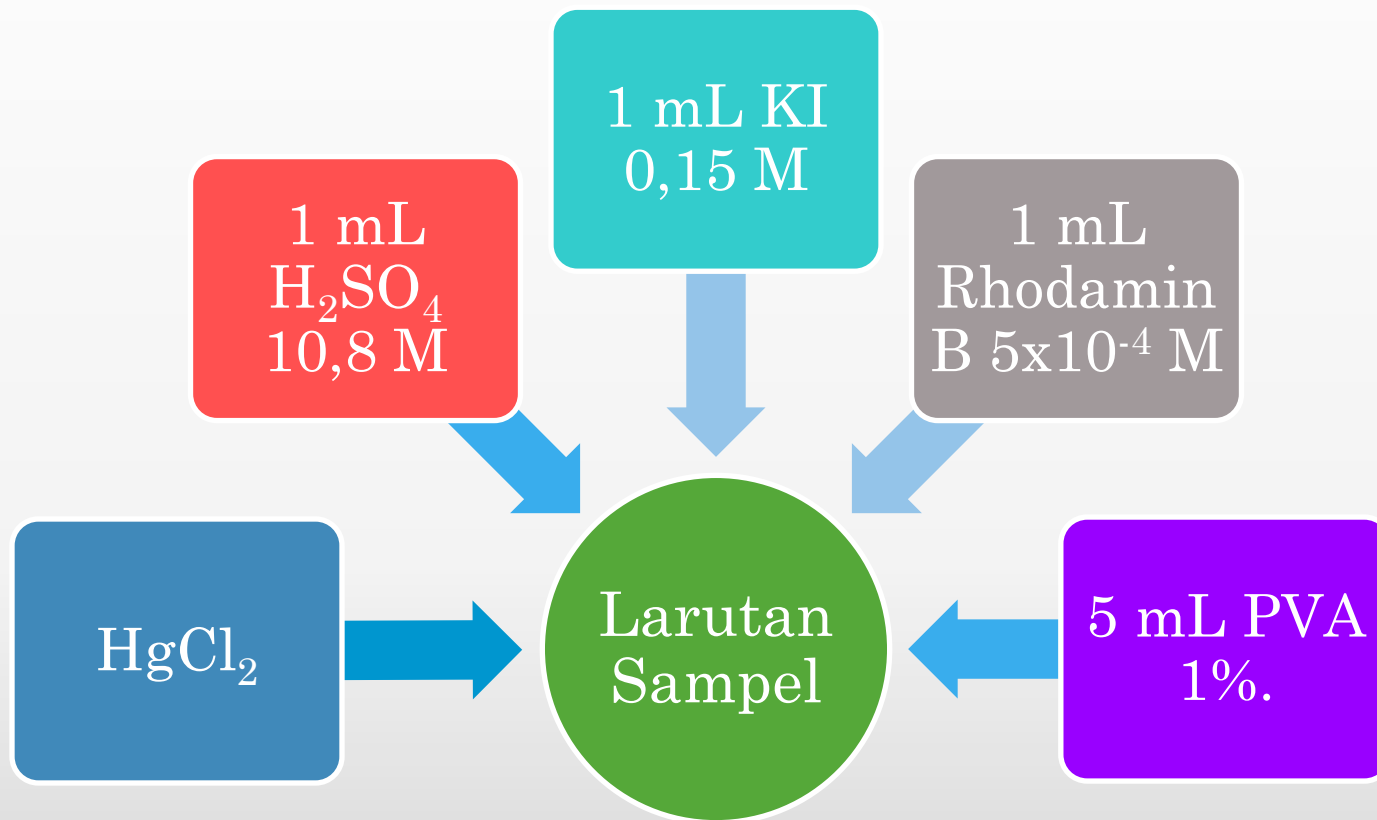 1 mL KI
0,15 M
1 mL
H₂SO₄
10,8 M
1 mL
Rhodamin
B 5x10⁻⁴ M
HgCl₂
Larutan
Sampel
5 mL PVA
1%.